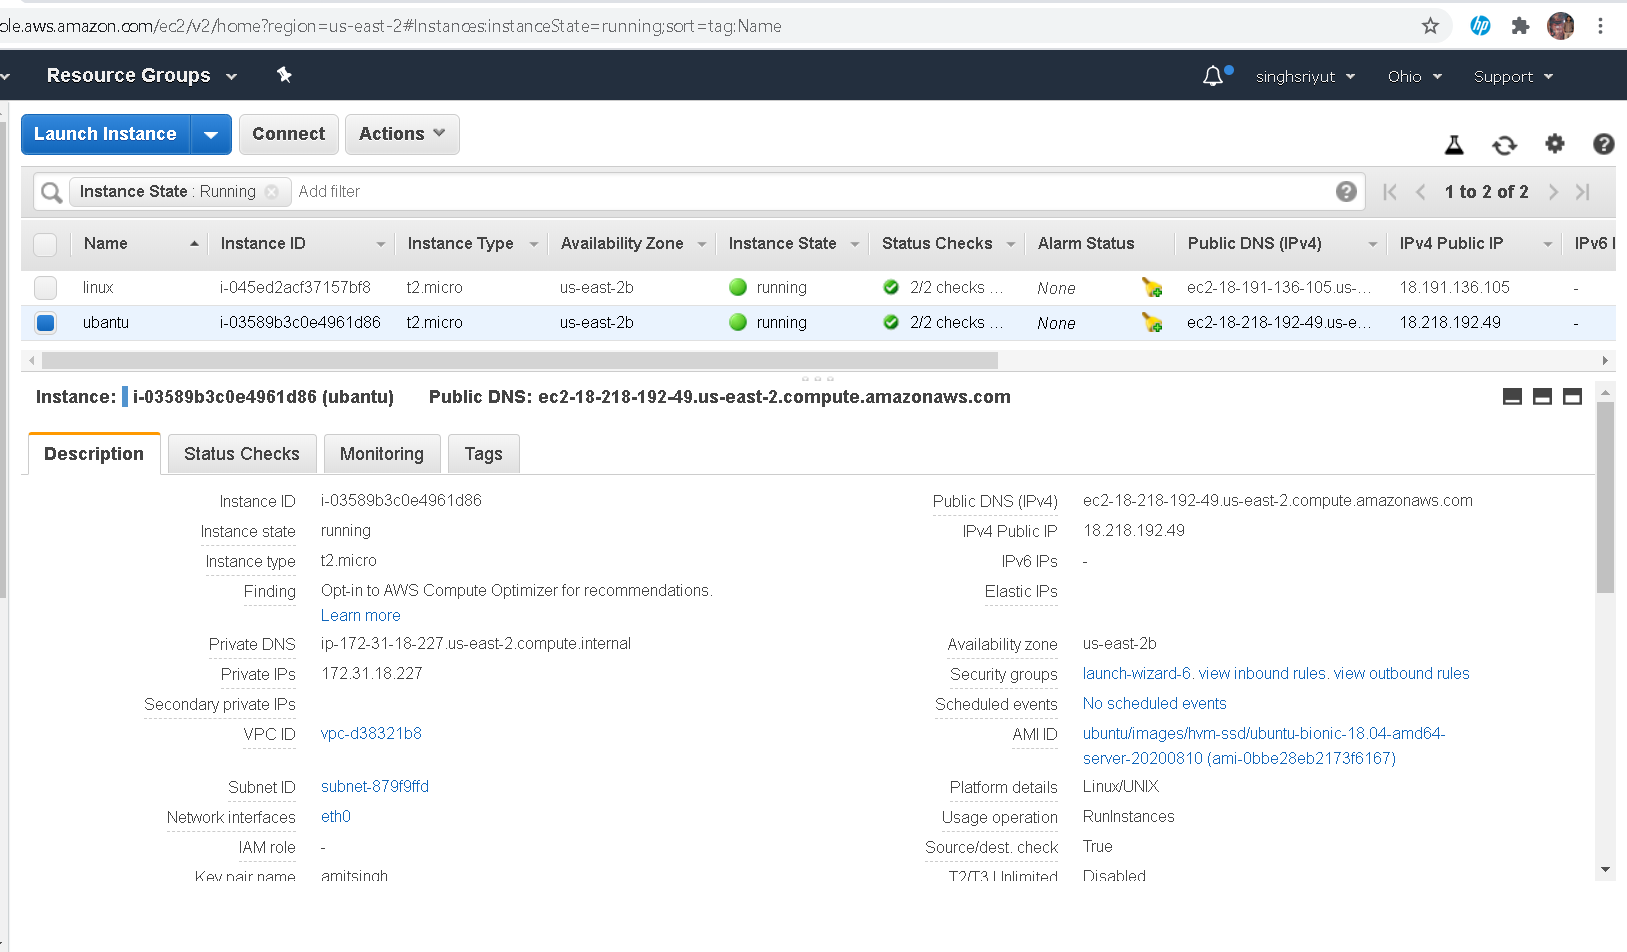 ole.aws.amazon.com/ec2/v2/home?region=us-east-2#Instances:instanceState=running;sort=tag:Name
Resource Groups singhsriyut Ohio Support
Launch Instance Connect Actions
Instance State : Running Add filter 1 to 2 of 2
Name Instance ID Instance Type Availability Zone Instance State Status Checks Alarm Status Public DNS (IPv4) IPv4 Public IP IPv6 I
linux i-045ed2acf37157bf8 t2.micro us-east-2b running 2/2 checks ... None ec2-18-191-136-105.us-... 18.191.136.105 -
ubantu i-03589b3c0e4961d86 t2.micro us-east-2b running 2/2 checks ... None ec2-18-218-192-49.us-e... 18.218.192.49 -
Instance: i-03589b3c0e4961d86 (ubantu) Public DNS: ec2-18-218-192-49.us-east-2.compute.amazonaws.com
Description Status Checks Monitoring Tags
Instance ID i-03589b3c0e4961d86 Public DNS (IPv4) ec2-18-218-192-49.us-east-2.compute.amazonaws.com
Instance state running IPv4 Public IP 18.218.192.49
Instance type t2.micro IPv6 IPs -
Finding Opt-in to AWS Compute Optimizer for recommendations. Elastic IPs
Learn more
Private DNS ip-172-31-18-227.us-east-2.compute.internal Availability zone us-east-2b
Private IPs 172.31.18.227 Security groups launch-wizard-6. view inbound rules. view outbound rules
Secondary private IPs Scheduled events No scheduled events
VPC ID vpc-d38321b8 AMI ID ubuntu/images/hvm-ssd/ubuntu-bionic-18.04-amd64-
server-20200810 (ami-0bbe28eb2173f6167)
Subnet ID subnet-879f9ffd Platform details Linux/UNIX
Network interfaces eth0 Usage operation RunInstances
IAM role - Source/dest. check True
Key pair name amitsingh T2/T3 Unlimited Disabled